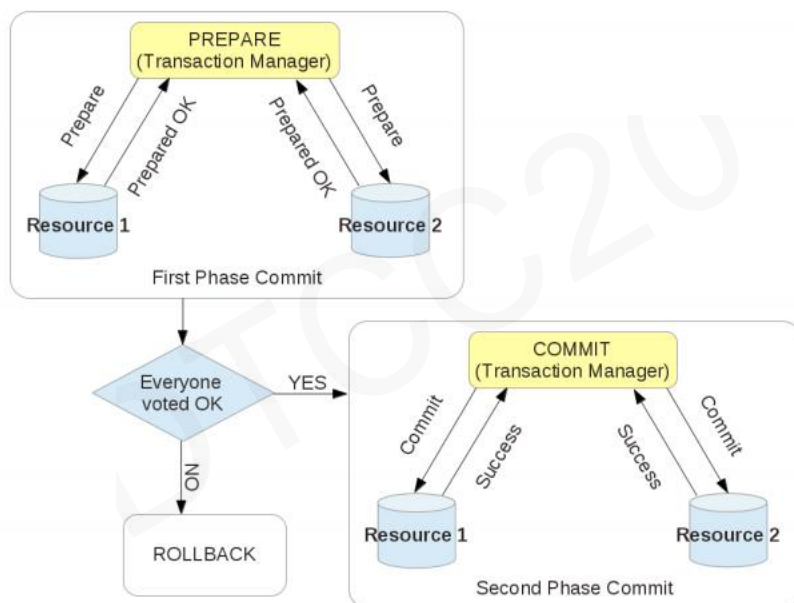 PREPARE
(Transaction Manager)
Prepare
Prepared OK
Prepared OK
Prepare
Resource 1
Resource 2
First Phase Commit
Everyone
voted OK
YES
NO
ROLLBACK
COMMIT
(Transaction Manager)
Commit
Success
Success
Commit
Resource 1
Resource 2
Second Phase Commit
DTCC20